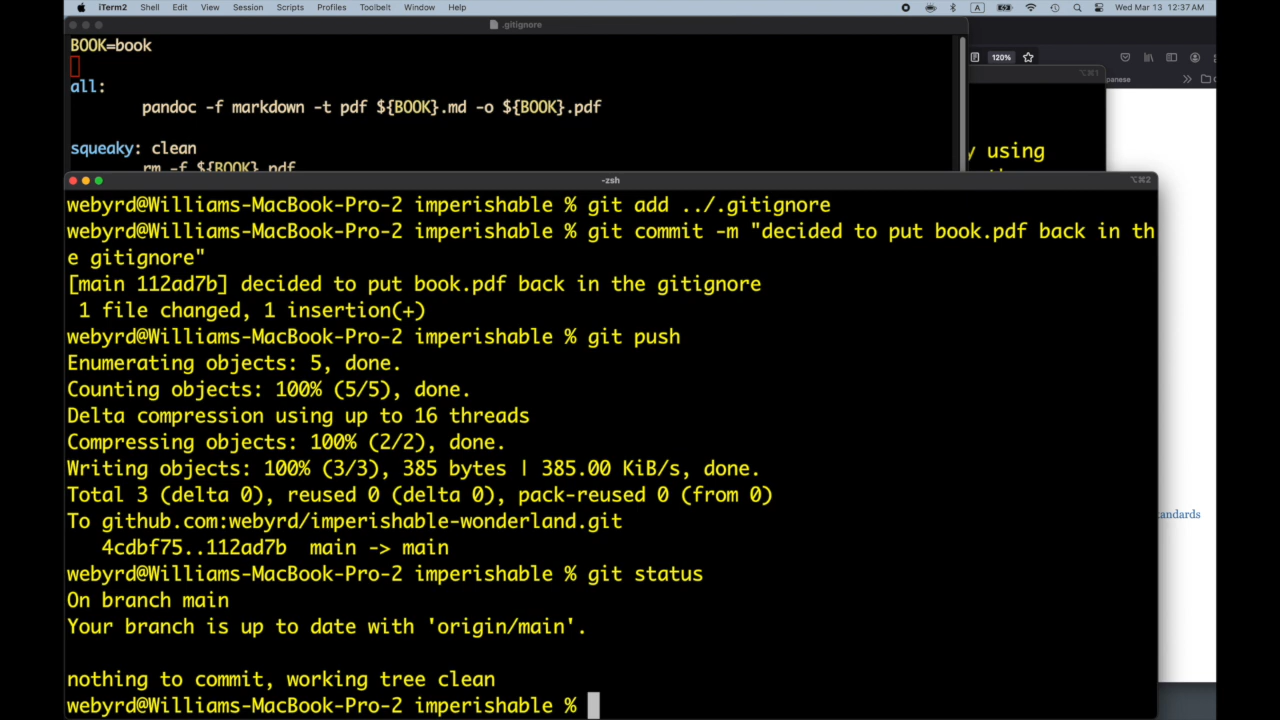 iTerm2 Shell Edit View Session Scripts Profiles Toolbelt Window Help A Wed Mar 13 12:37 AM
.gitignore
BOOK=book
120%
⌥⌘1
all:
panese
pandoc -f markdown -t pdf ${BOOK}.md -o ${BOOK}.pdf
squeaky: clean
y using
rm -f ${BOOK}.pdf
-zsh
⌥⌘2
webyrd@Williams-MacBook-Pro-2 imperishable % git add ../.gitignore
webyrd@Williams-MacBook-Pro-2 imperishable % git commit -m "decided to put book.pdf back in th
e gitignore"
[main 112ad7b] decided to put book.pdf back in the gitignore
1 file changed, 1 insertion(+)
webyrd@Williams-MacBook-Pro-2 imperishable % git push
Enumerating objects: 5, done.
Counting objects: 100% (5/5), done.
Delta compression using up to 16 threads
Compressing objects: 100% (2/2), done.
Writing objects: 100% (3/3), 385 bytes | 385.00 KiB/s, done.
Total 3 (delta 0), reused 0 (delta 0), pack-reused 0 (from 0)
To github.com:webyrd/imperishable-wonderland.git
4cdbf75..112ad7b  main -> main
webyrd@Williams-MacBook-Pro-2 imperishable % git status
On branch main
Your branch is up to date with 'origin/main'.
nothing to commit, working tree clean
webyrd@Williams-MacBook-Pro-2 imperishable %
andards